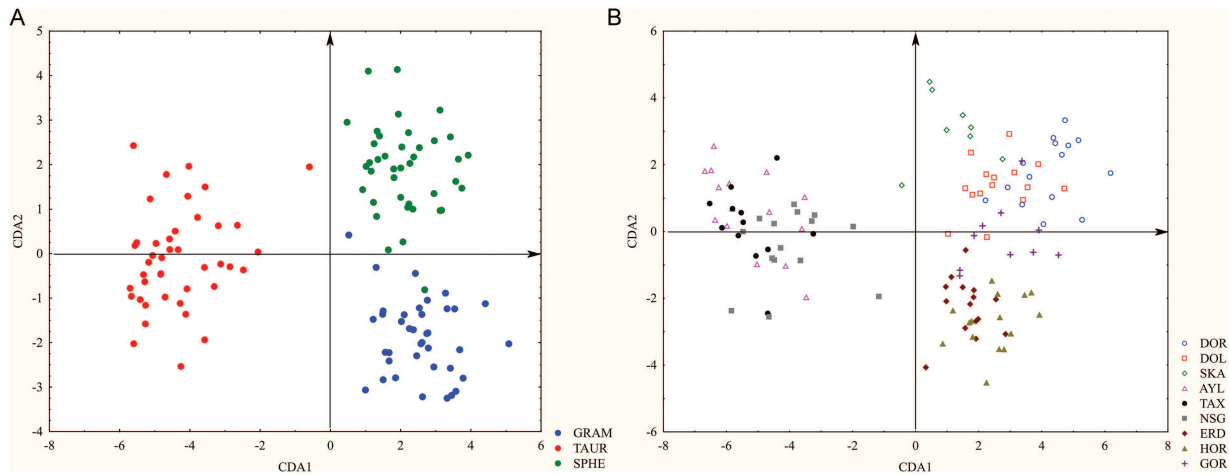 A
5
4
3
2
1
0
-1
-2
-3
-4
CDA2
-8
-6
-4
-2
0
2
4
6
CDA1
GRAM
TAUR
SPHE
B
6
4
2
0
-2
-4
-6
CDA2
-8
-6
-4
-2
0
2
4
6
8
CDA1
DOR
DOL
SKA
AYL
TAX
NSG
ERD
HOR
GOR